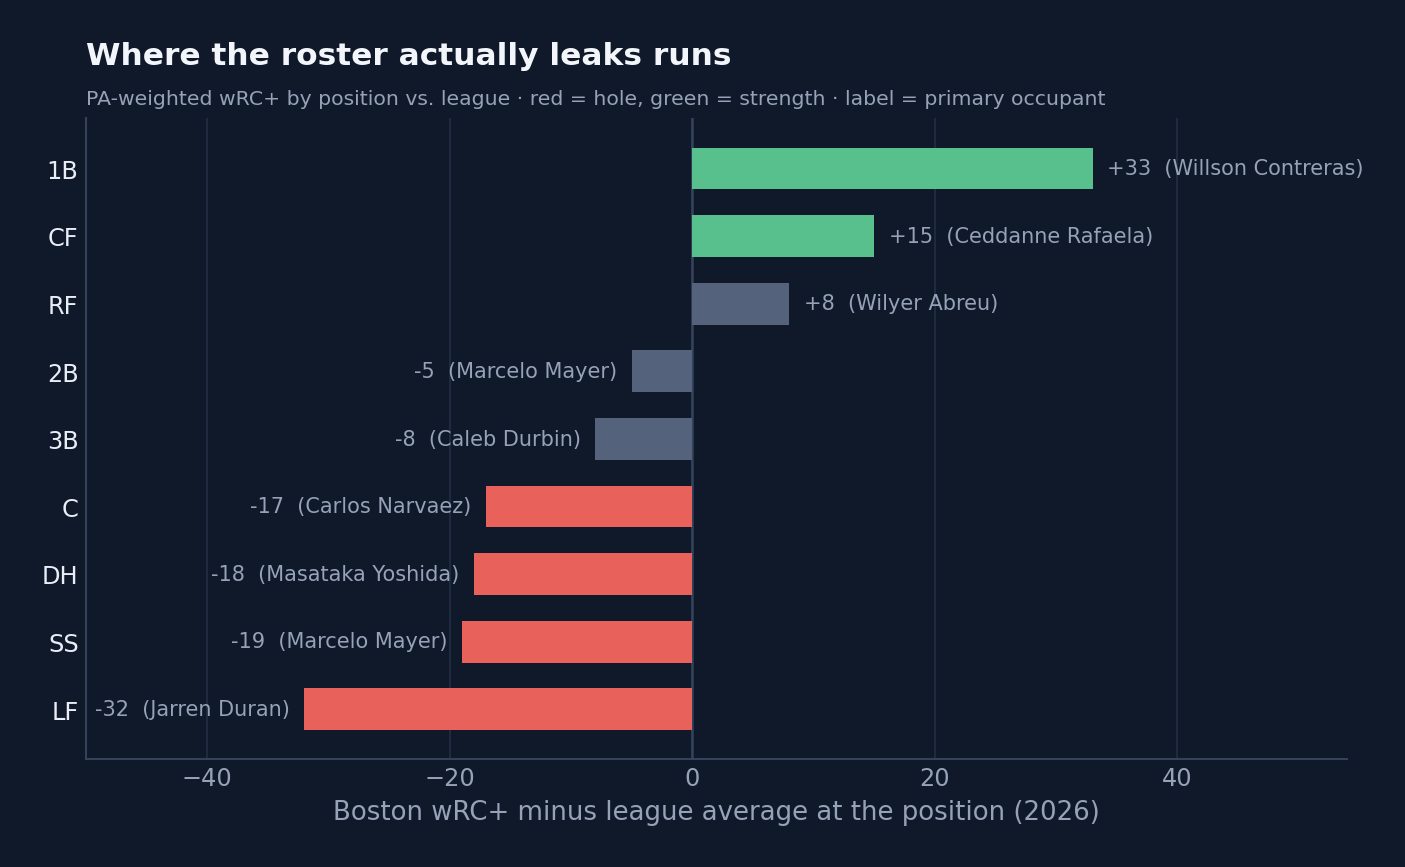 Where the roster actually leaks runs
PA-weighted wRC+ by position vs. league · red = hole, green = strength · label = primary occupant
1B +33 (Willson Contreras)
CF +15 (Ceddanne Rafaela)
RF +8 (Wilyer Abreu)
2B -5 (Marcelo Mayer)
3B -8 (Caleb Durbin)
C -17 (Carlos Narvaez)
DH -18 (Masataka Yoshida)
SS -19 (Marcelo Mayer)
LF -32 (Jarren Duran)
−40 −20 0 20 40
Boston wRC+ minus league average at the position (2026)